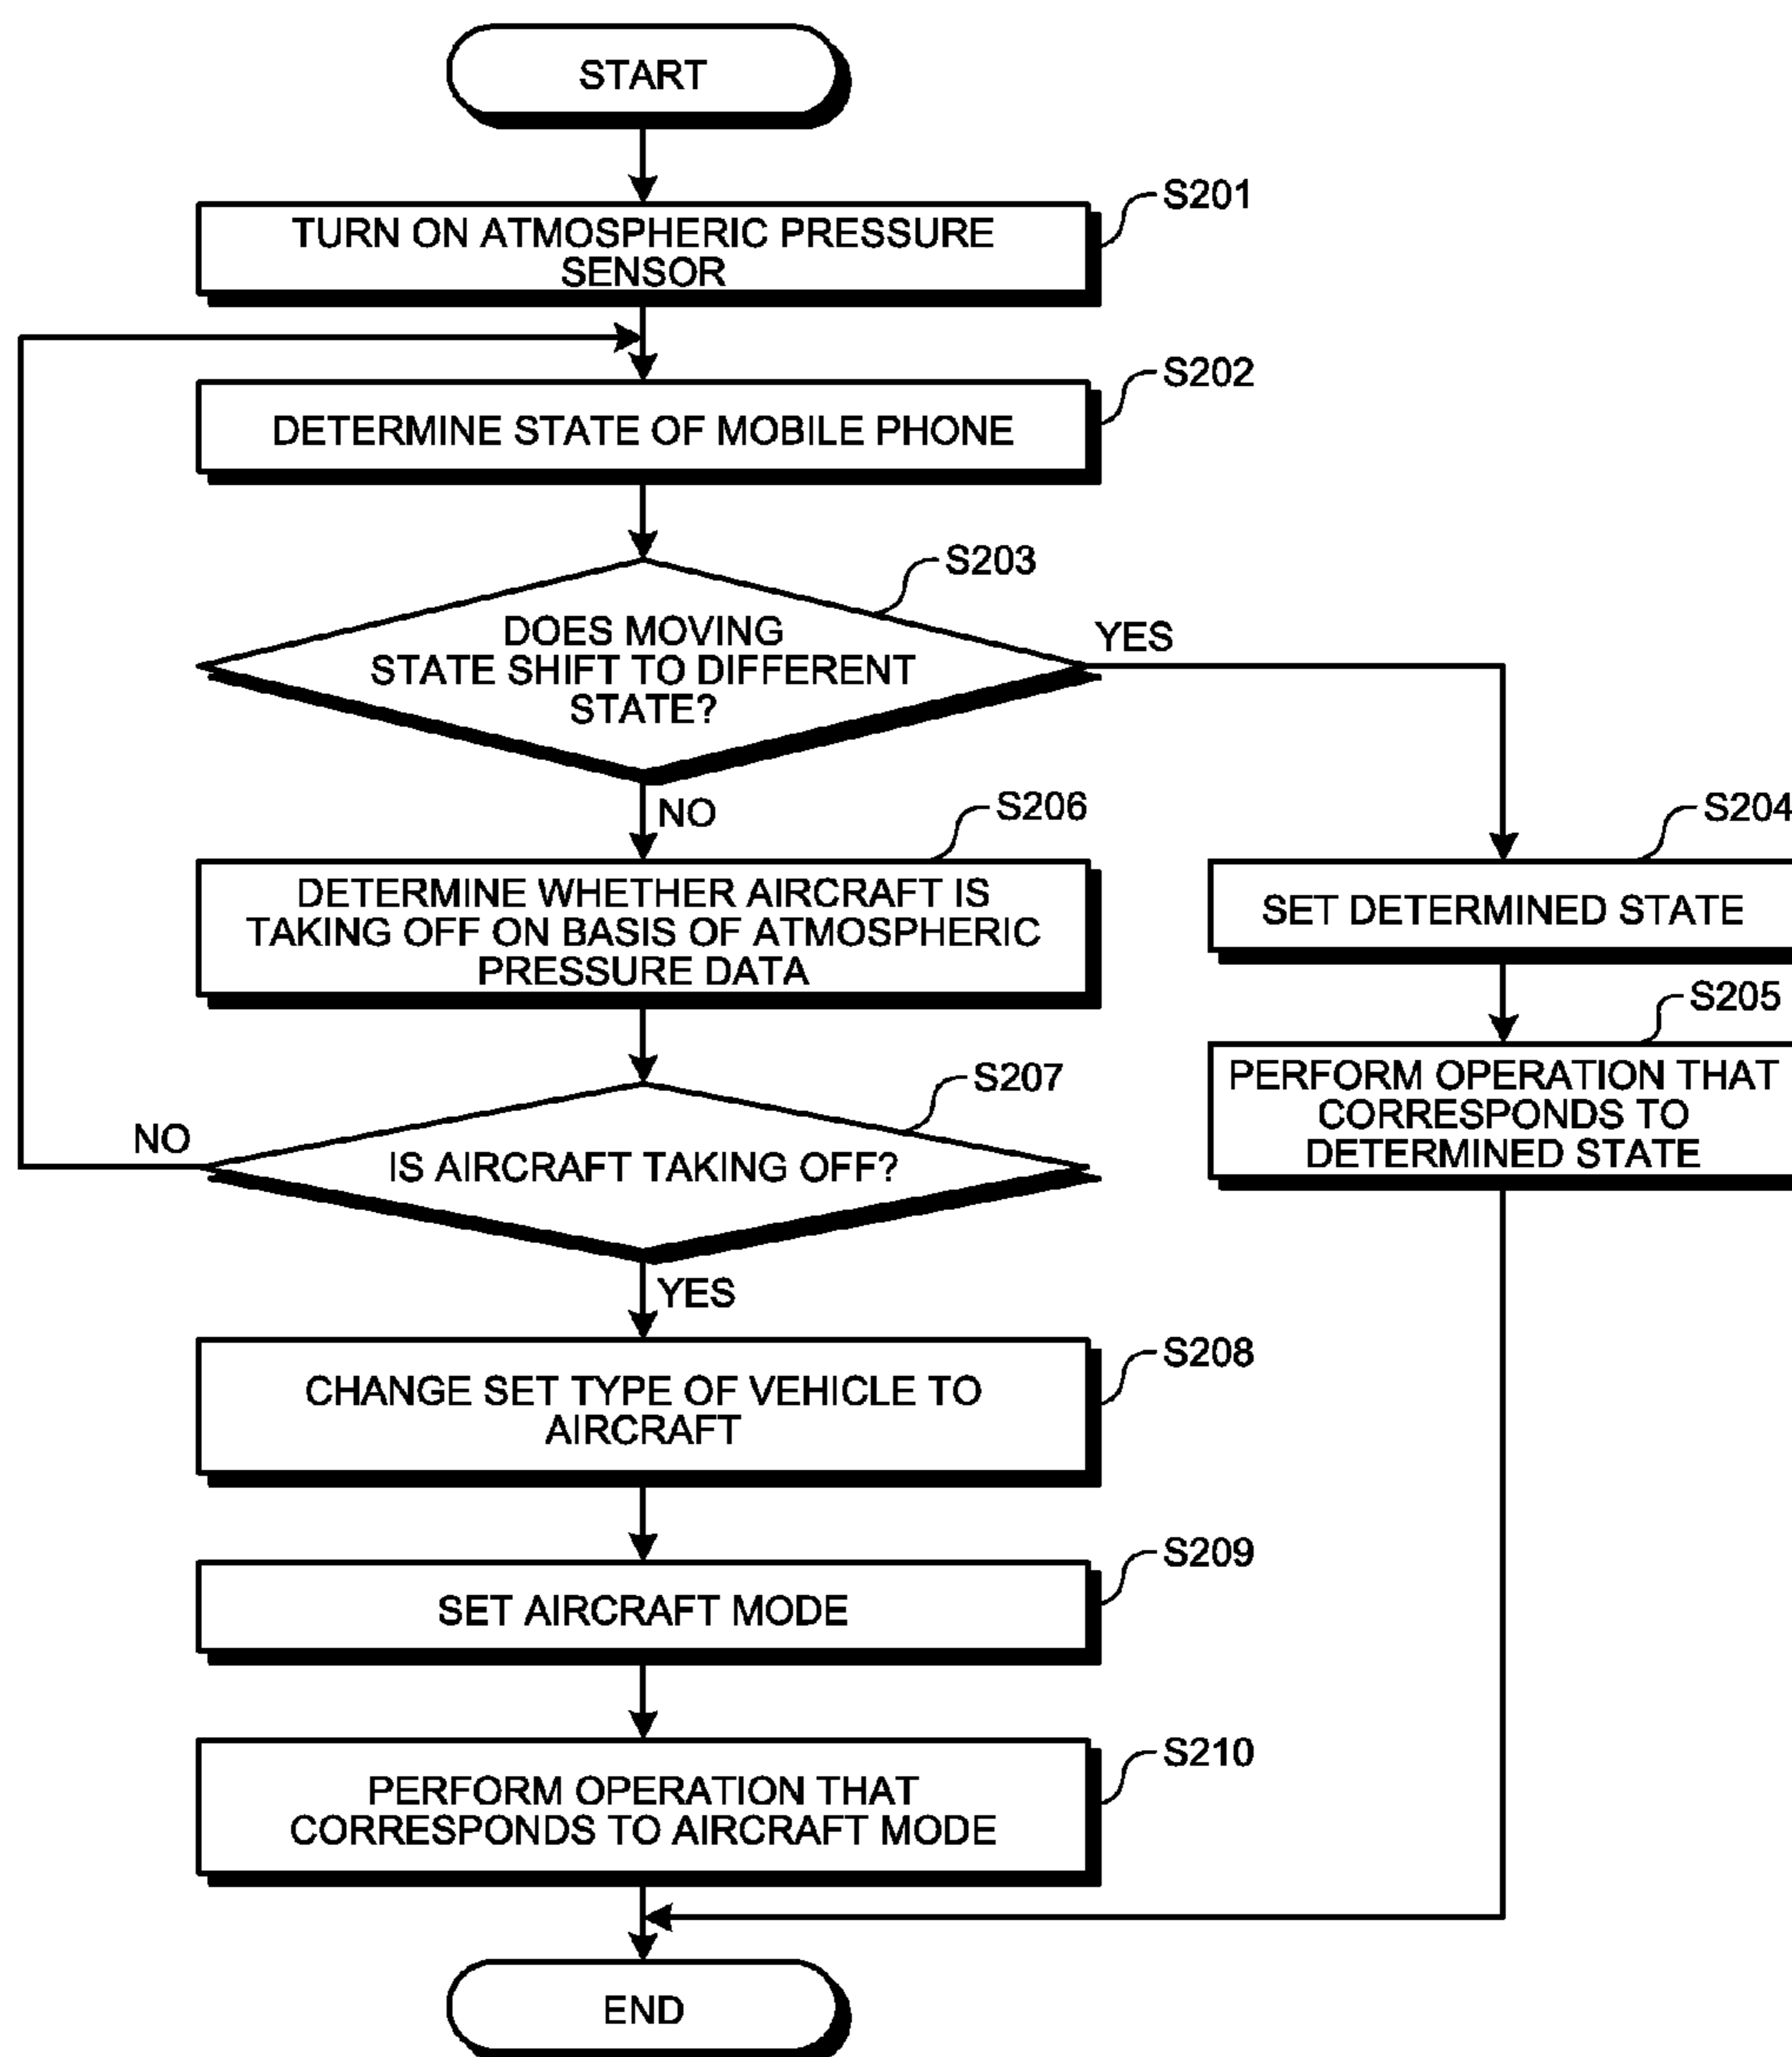 START
S201
TURN ON ATMOSPHERIC PRESSURE
SENSOR
S202
DETERMINE STATE OF MOBILE PHONE
S203
DOES MOVING
STATE SHIFT TO DIFFERENT
STATE?
YES
NO
S206
DETERMINE WHETHER AIRCRAFT IS
TAKING OFF ON BASIS OF ATMOSPHERIC
PRESSURE DATA
S204
SET DETERMINED STATE
S205
PERFORM OPERATION THAT
CORRESPONDS TO
DETERMINED STATE
S207
NO
IS AIRCRAFT TAKING OFF?
YES
S208
CHANGE SET TYPE OF VEHICLE TO
AIRCRAFT
S209
SET AIRCRAFT MODE
S210
PERFORM OPERATION THAT
CORRESPONDS TO AIRCRAFT MODE
END